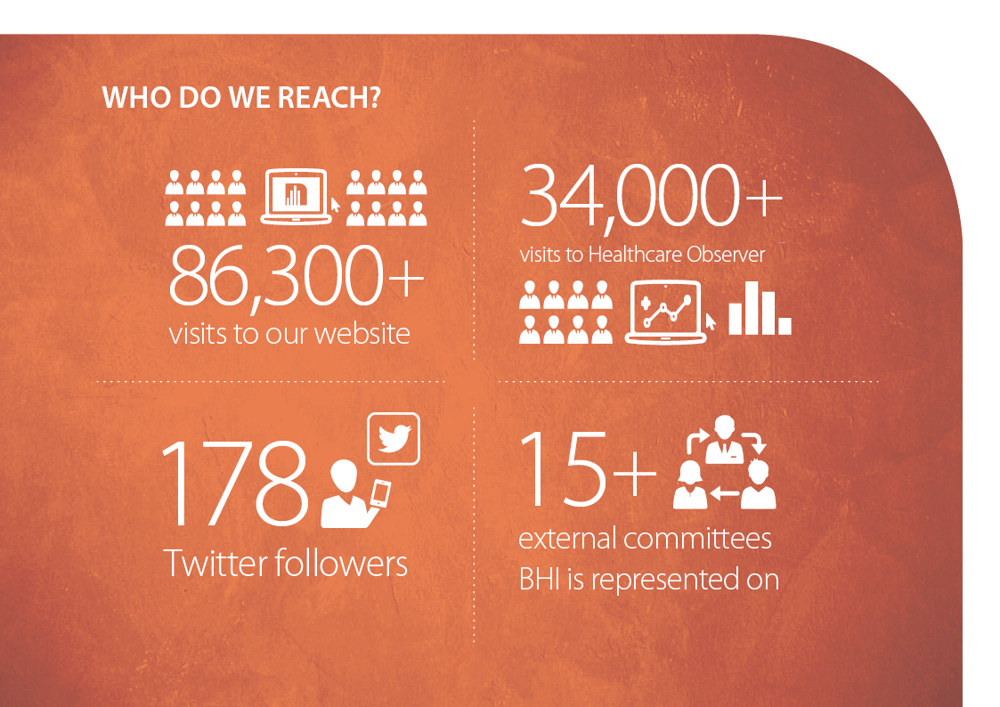 WHO DO WE REACH?
86,300+
visits to our website
34,000+
visits to Healthcare Observer
178
Twitter followers
15+
external committees
BHI is represented on